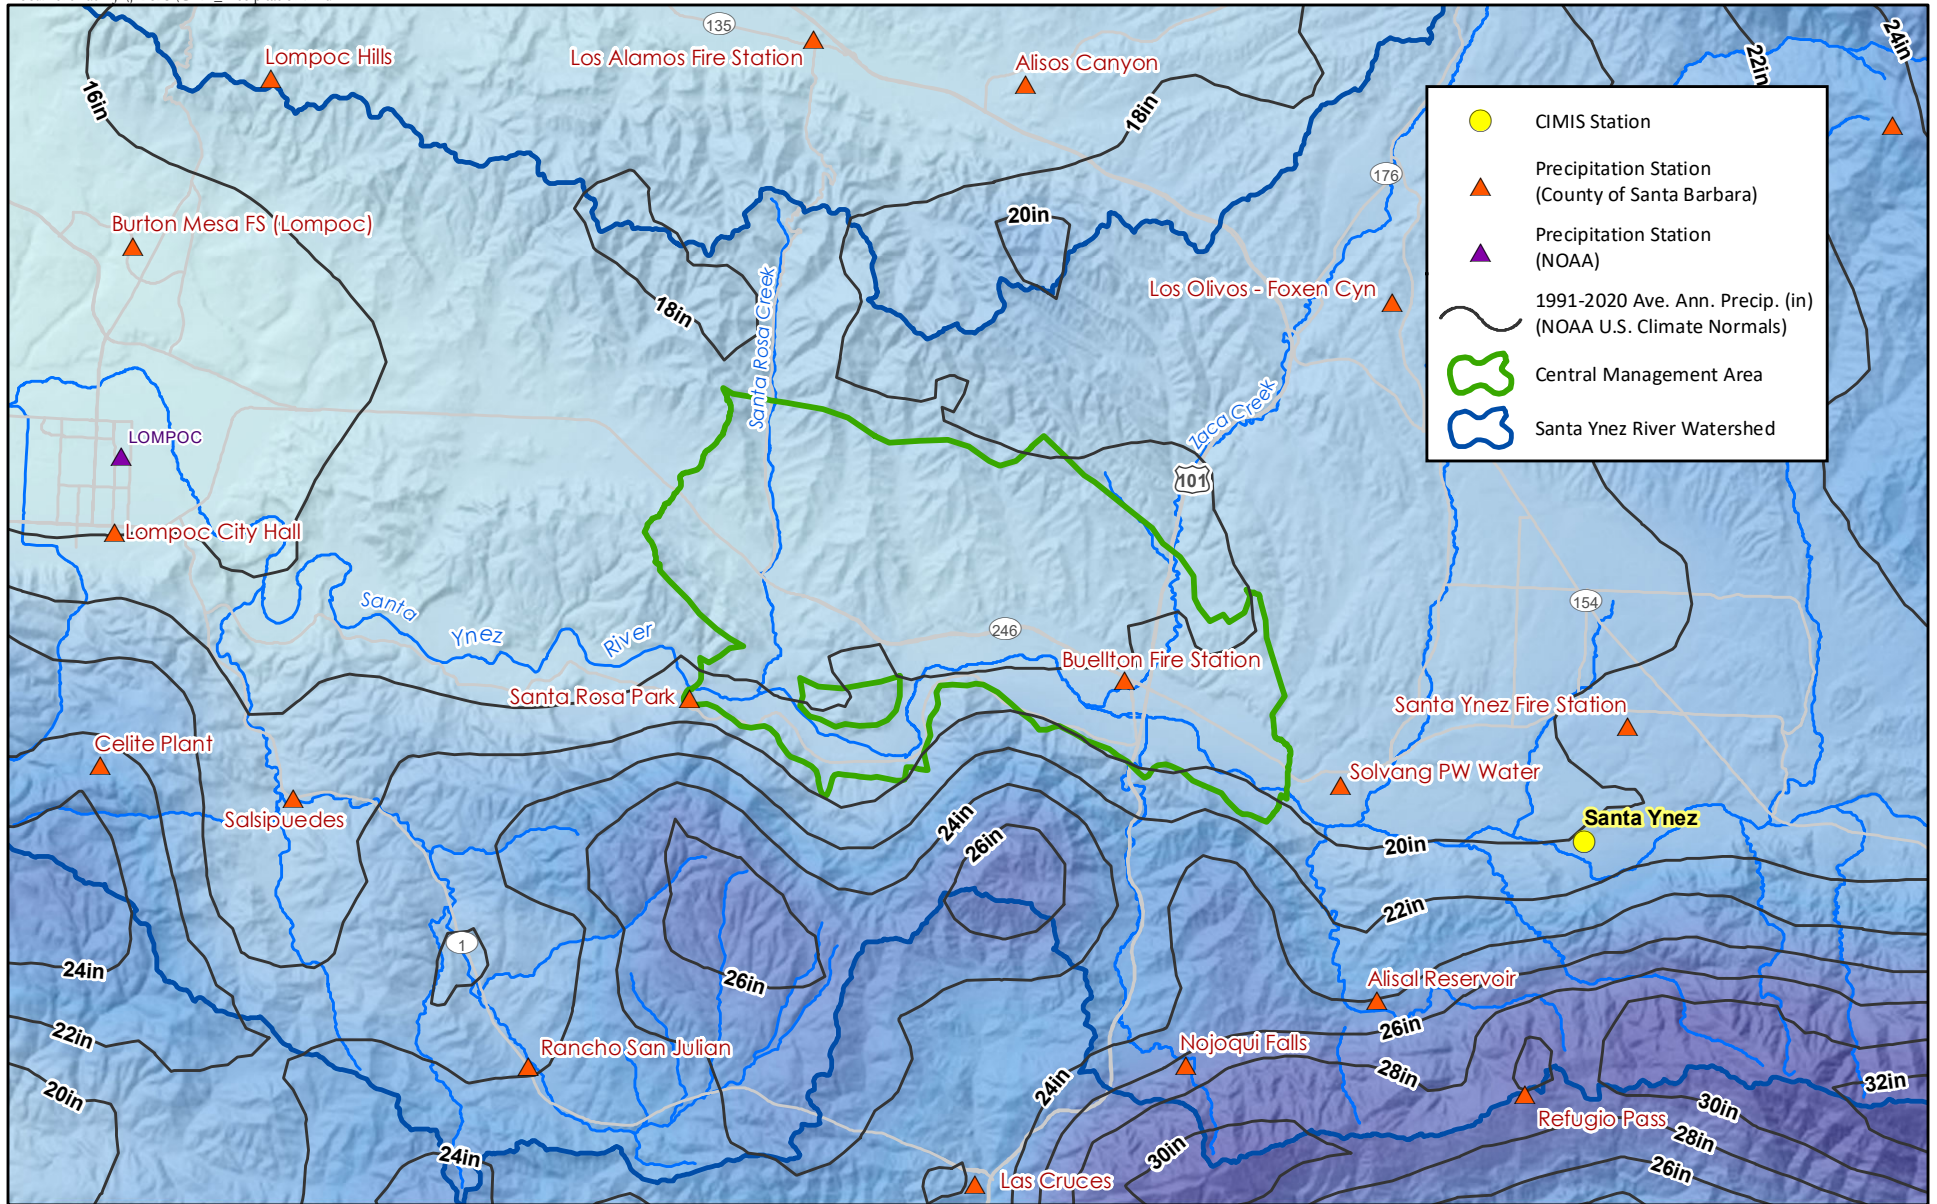 135
Lompoc Hills
Los Alamos Fire Station
Alisos Canyon
16in
18in
22in
24in
CIMIS Station
Precipitation Station
(County of Santa Barbara)
Precipitation Station
(NOAA)
1991-2020 Ave. Ann. Precip. (in)
(NOAA U.S. Climate Normals)
Central Management Area
Santa Ynez River Watershed
176
Burton Mesa FS (Lompoc)
20in
Los Olivos - Foxen Cyn
18in
Santa Rosa Creek
Zaca Creek
LOMPOC
101
Lompoc City Hall
Santa
Ynez
River
154
246
Buellton Fire Station
Santa Rosa Park
Santa Ynez Fire Station
Celite Plant
Solvang PW Water
Salsipuedes
24in
26in
Santa Ynez
20in
22in
1
24in
26in
Alisal Reservoir
26in
22in
Rancho San Julian
Nojoqui Falls
28in
20in
24in
32in
30in
Refugio Pass
28in
30in
24in
26in
Las Cruces